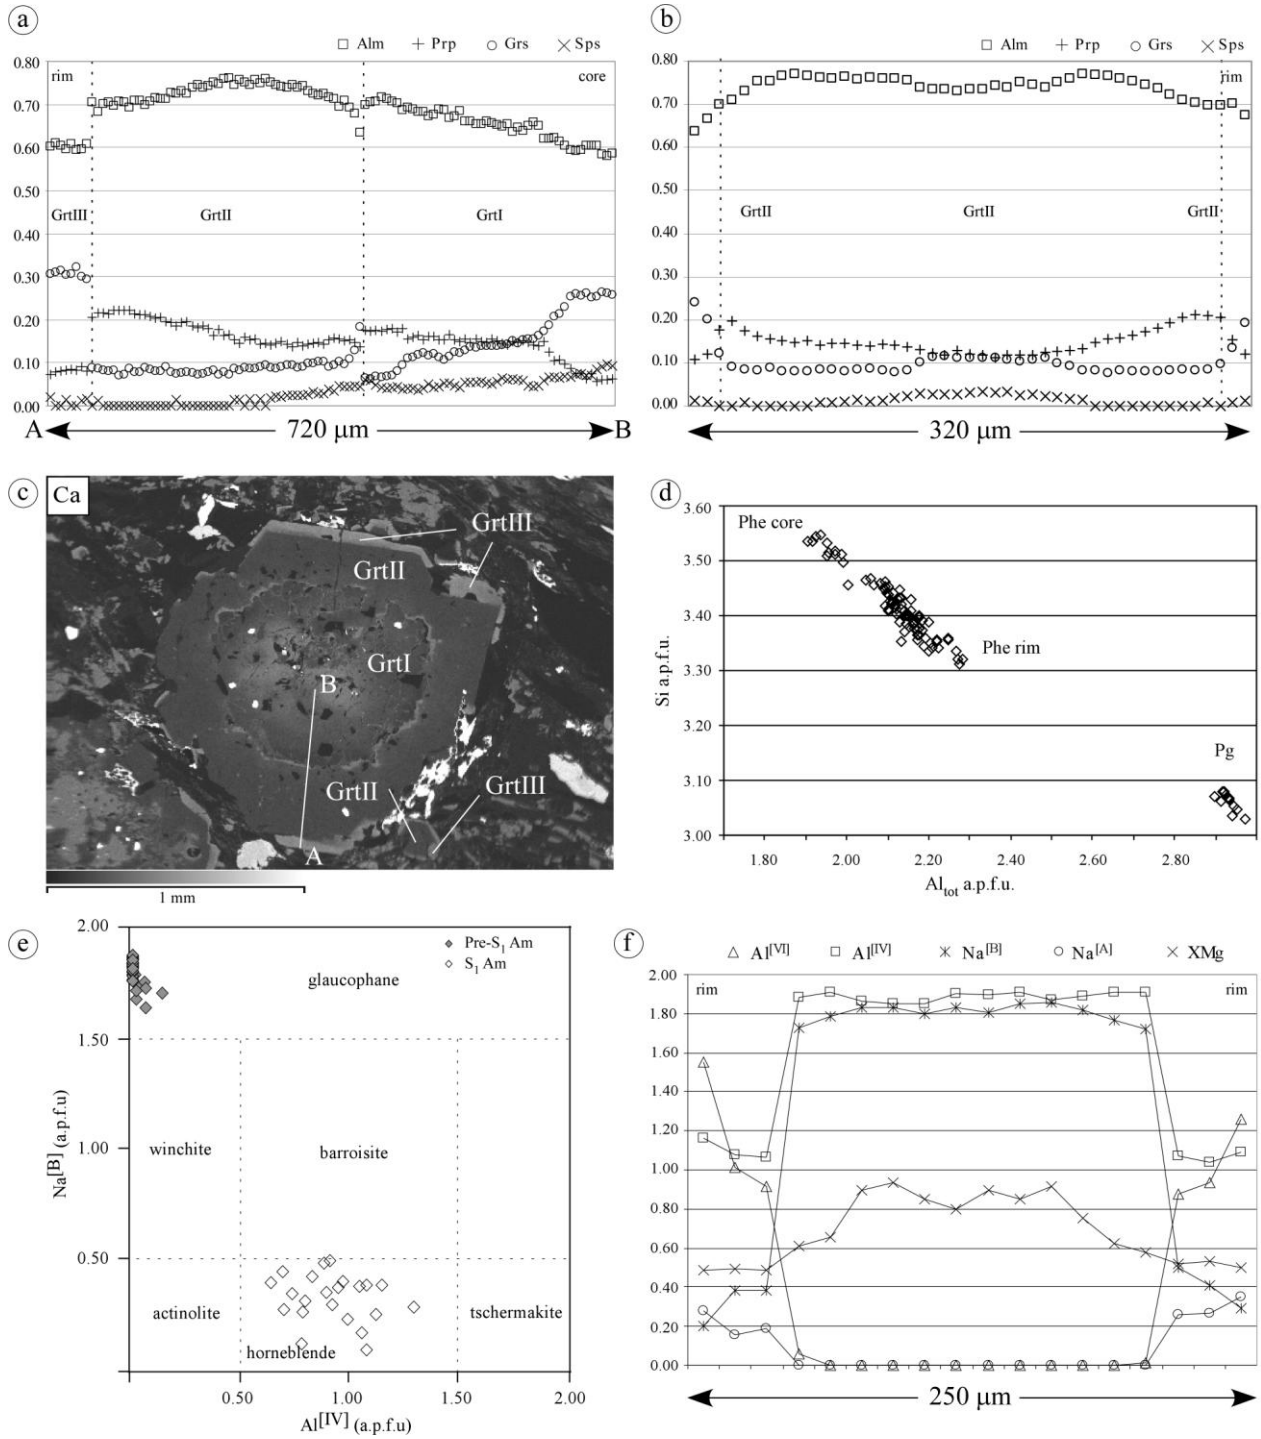 a
□ Alm + Prp ○ Grs × Sps
0.80
rim
core
0.70
0.60
0.50
GrtIII
GrtII
GrtI
0.40
0.30
0.20
0.10
0.00
A
720 µm
B
b
□ Alm + Prp ○ Grs × Sps
0.80
rim
0.70
0.60
0.50
GrtII
GrtII
GrtII
0.40
0.30
0.20
0.10
0.00
320 µm
c
Ca
GrtIII
GrtII
GrtI
B
GrtII
GrtIII
A
1 mm
d
3.60
Phe core
3.50
3.40
Phe rim
3.30
3.20
Pg
3.10
3.00
Si a.p.f.u.
1.80 2.00 2.20 2.40 2.60 2.80
Al tot a.p.f.u.
e
2.00
Pre-S1 Am
S1 Am
glaucophane
1.50
winchite
barroisite
1.00
Na[B] (a.p.f.u)
0.50
actinolite
tschermakite
horneblende
0.50 1.00 1.50 2.00
Al[IV] (a.p.f.u)
f
△ Al[VI] □ Al[IV] Na[B] ○ Na[A] × XMg
2.00
rim
rim
1.80
1.60
1.40
1.20
1.00
0.80
0.60
0.40
0.20
0.00
250 µm